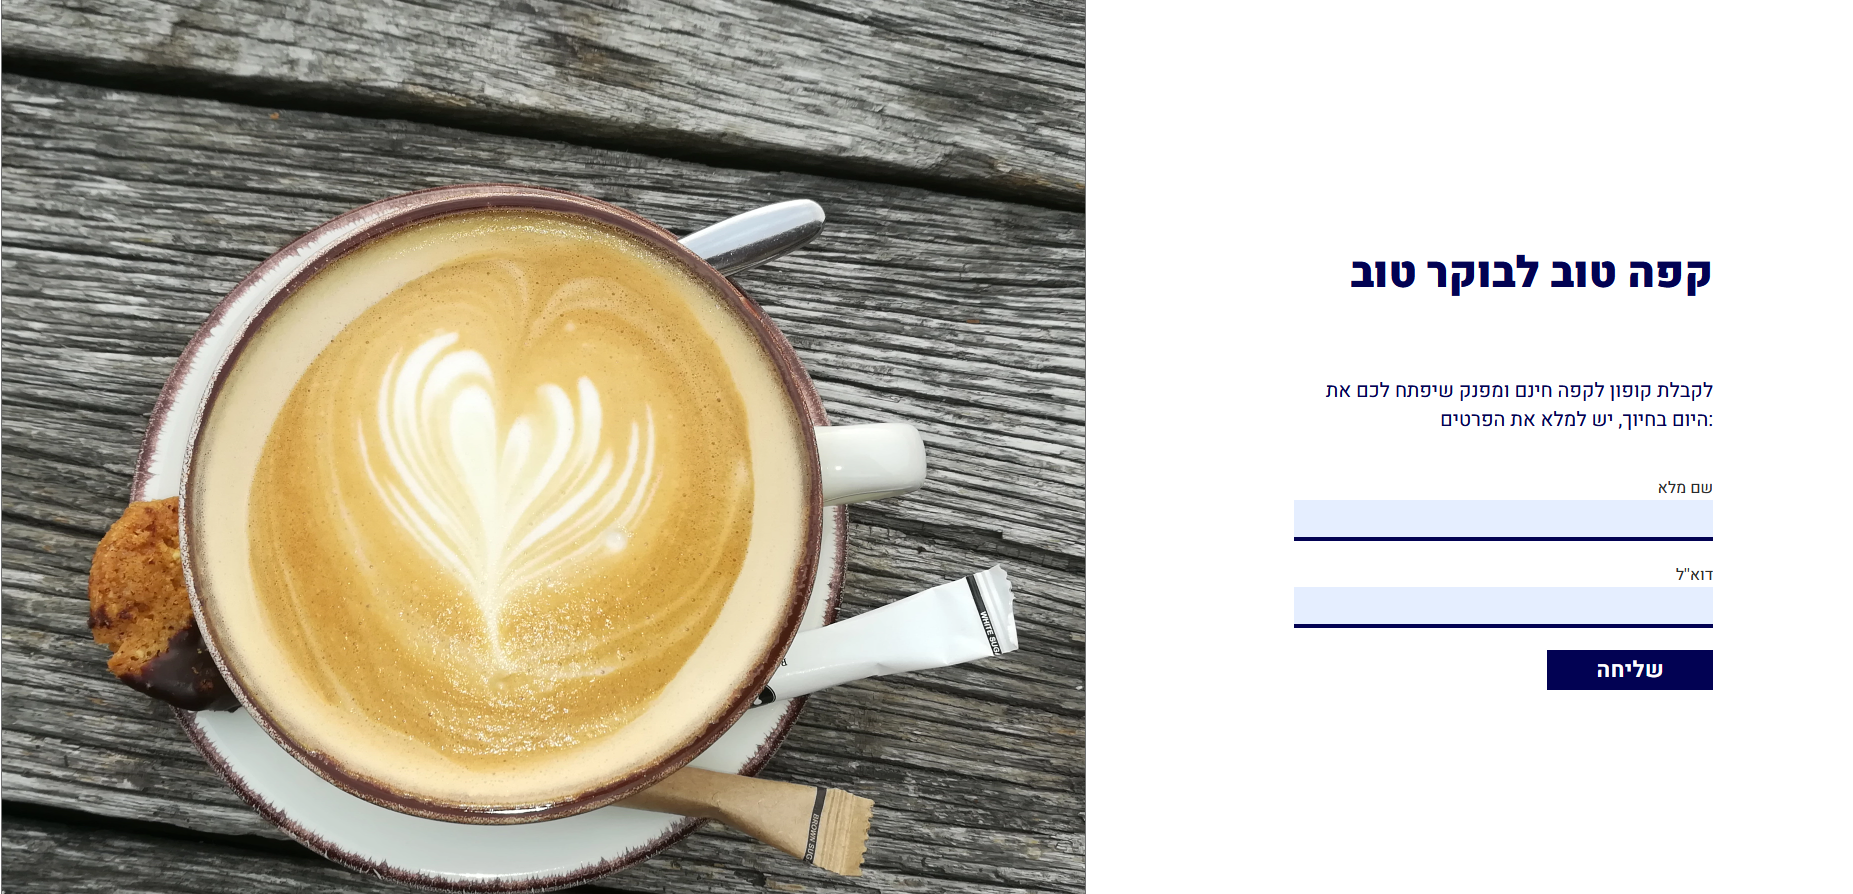 קפה טוב לבוקר טוב
לקבלת קופון לקפה חינם ומפנק שיפתח לכם את
היום בחיוך, יש למלא את הפרטים:
שם מלא
דוא"ל
שליחה
WHITE SUG
BROWN SUG